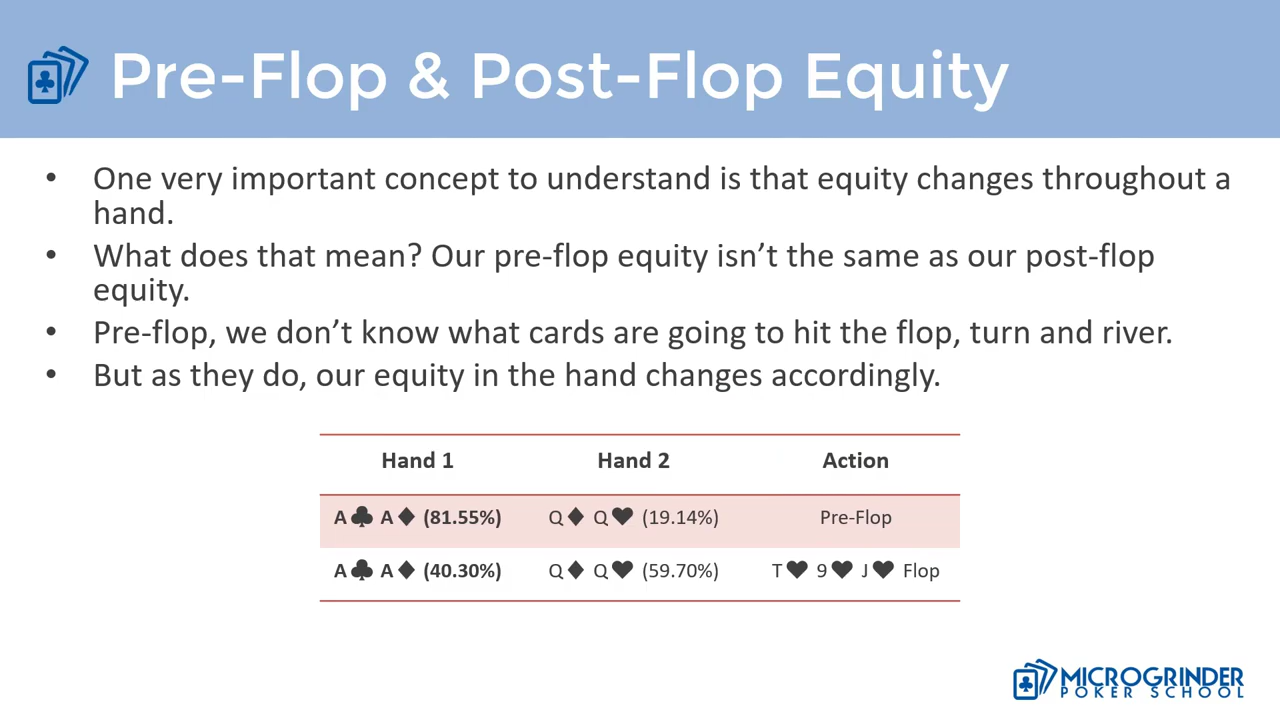 Pre-Flop & Post-Flop Equity
• One very important concept to understand is that equity changes throughout a
hand.
• What does that mean? Our pre-flop equity isn’t the same as our post-flop
equity.
• Pre-flop, we don’t know what cards are going to hit the flop, turn and river.
• But as they do, our equity in the hand changes accordingly.
Hand 1 Hand 2 Action
A♣ A♦ (81.55%) Q♦ Q♥ (19.14%) Pre-Flop
A♣ A♦ (40.30%) Q♦ Q♥ (59.70%) T♥ 9♥ J♥ Flop
MICROGRINDER
POKER SCHOOL